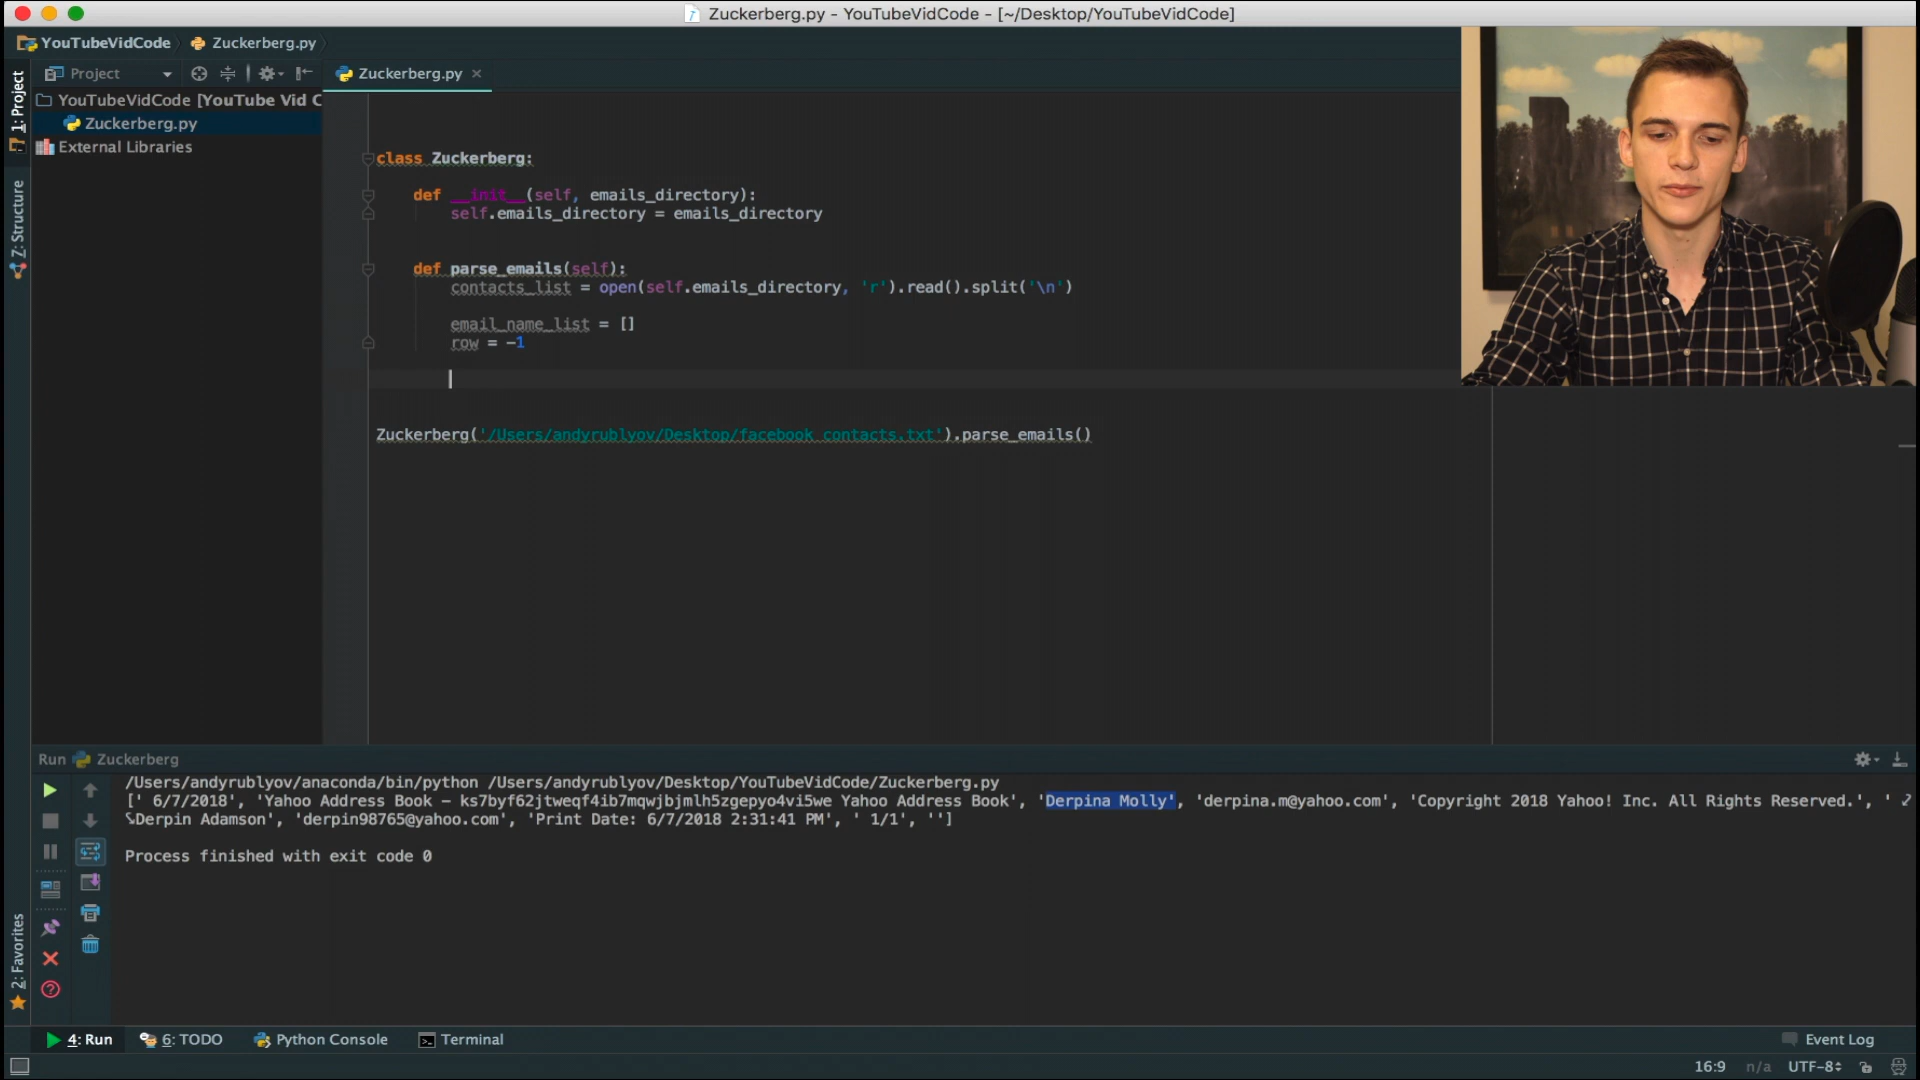 Zuckerberg.py - YouTubeVidCode - [~/Desktop/YouTubeVidCode]
YouTubeVidCode
Zuckerberg.py
1: Project
Project
Zuckerberg.py
YouTubeVidCode [YouTube Vid C
Zuckerberg.py
External Libraries
Z: Structure
class Zuckerberg:
def __init__(self, emails_directory):
self.emails_directory = emails_directory
def parse_emails(self):
contacts_list = open(self.emails_directory, 'r').read().split('\n')
email_name_list = []
row = -1
Zuckerberg('/Users/andyrublyov/Desktop/facebook_contacts.txt').parse_emails()
Run Zuckerberg
/Users/andyrublyov/anaconda/bin/python /Users/andyrublyov/Desktop/YouTubeVidCode/Zuckerberg.py
[' 6/7/2018', 'Yahoo Address Book - ks7byf62jtweqf4ib7mqwjbjmlh5zgepyo4vi5we Yahoo Address Book', 'Derpina Molly', 'derpina.m@yahoo.com', 'Copyright 2018 Yahoo! Inc. All Rights Reserved.', '
Derpin Adamson', 'derpin98765@yahoo.com', 'Print Date: 6/7/2018 2:31:41 PM', ' 1/1', '']
Process finished with exit code 0
2: Favorites
4: Run
6: TODO
Python Console
Terminal
Event Log
16:9
n/a
UTF-8